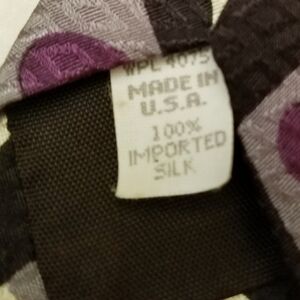 WPL 4075
MADE IN
U.S.A.
100%
IMPORTED
SILK